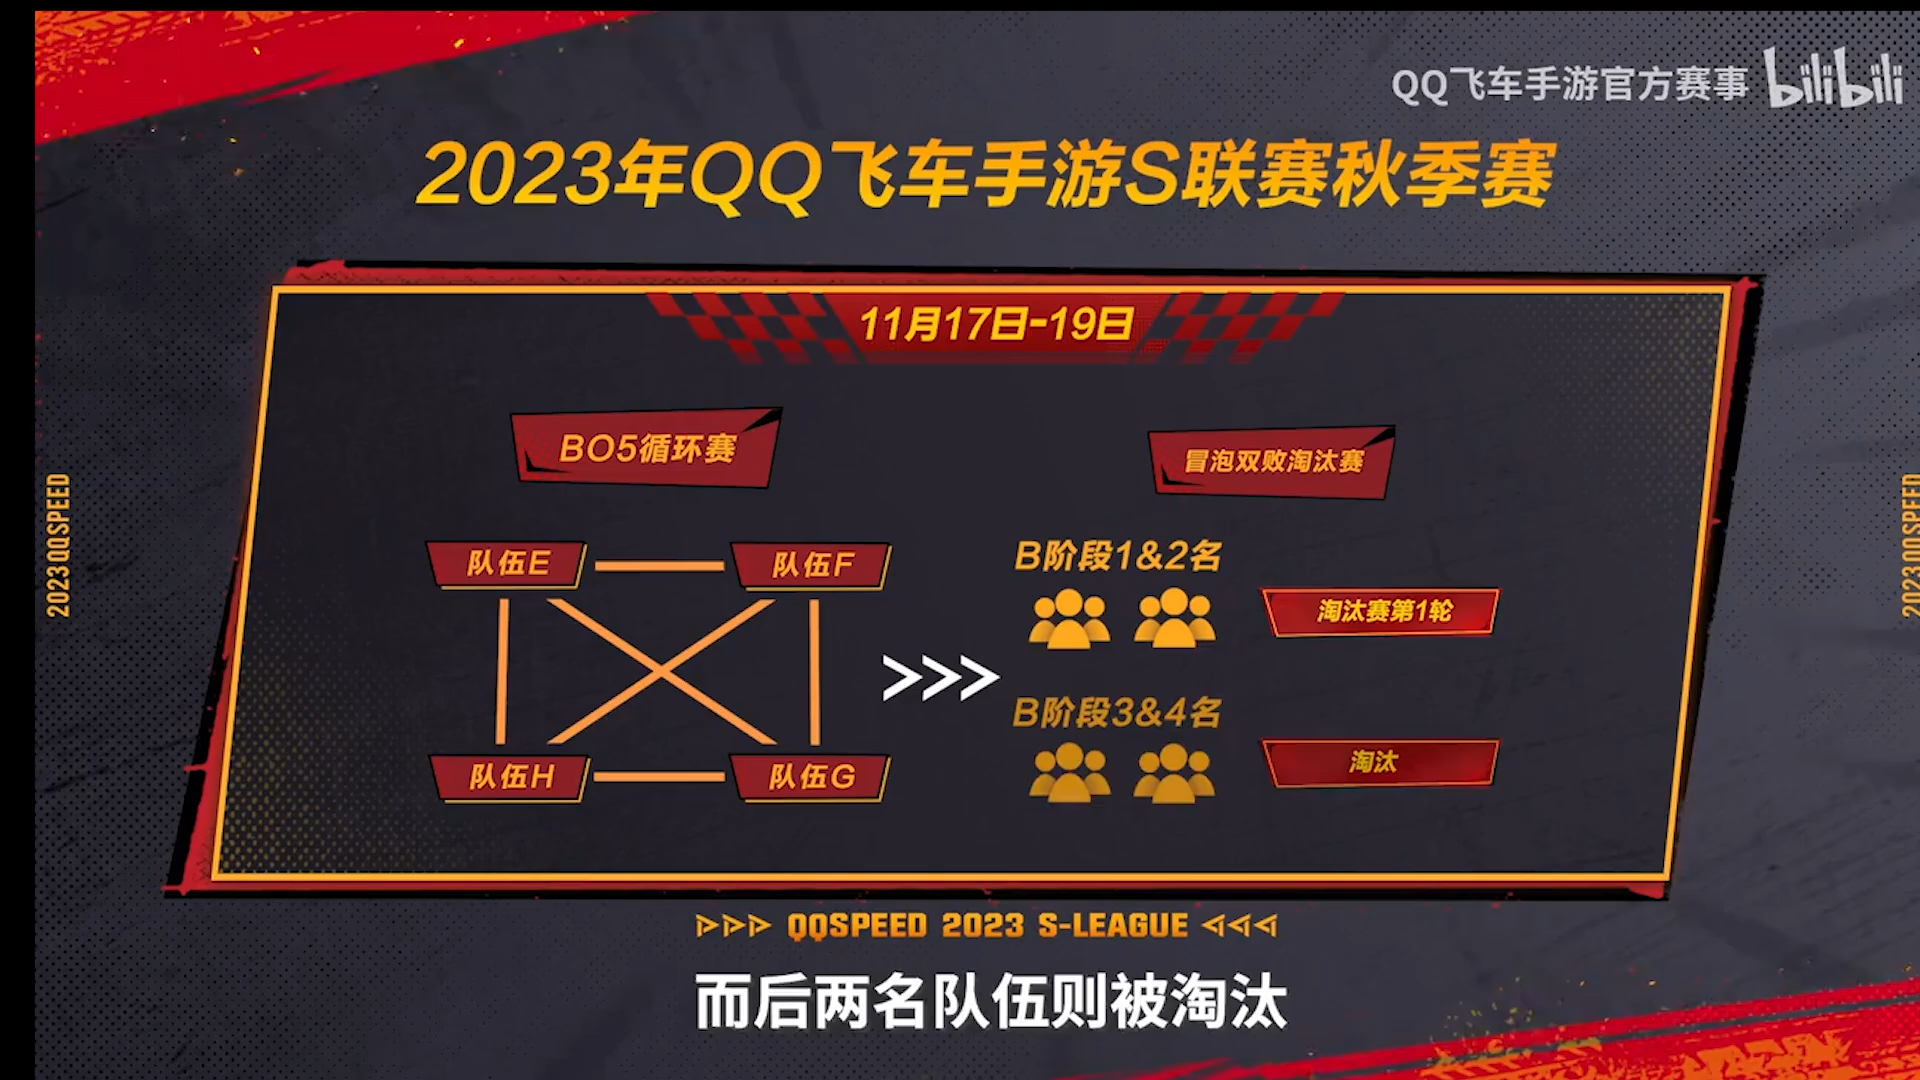 QQ飞车手游官方赛事 bilibili
2023年QQ飞车手游S联赛秋季赛
11月17日-19日
BO5循环赛
冒泡双败淘汰赛
队伍E
队伍F
队伍H
队伍G
B阶段1&2名
淘汰赛第1轮
B阶段3&4名
淘汰
2023QQSPEED
2023QQSPEED
QQSPEED 2023 S-LEAGUE
而后两名队伍则被淘汰